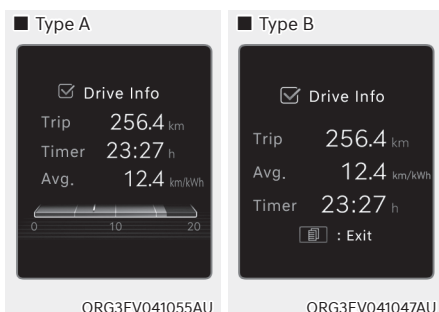 ■ Type A
Drive Info
Trip 256.4 km
Timer 23:27 h
Avg. 12.4 km/kWh
0 10 20
ORG3EV041055AU
■ Type B
Drive Info
Trip 256.4 km
Avg. 12.4 km/kWh
Timer 23:27 h
: Exit
ORG3EV041047AU